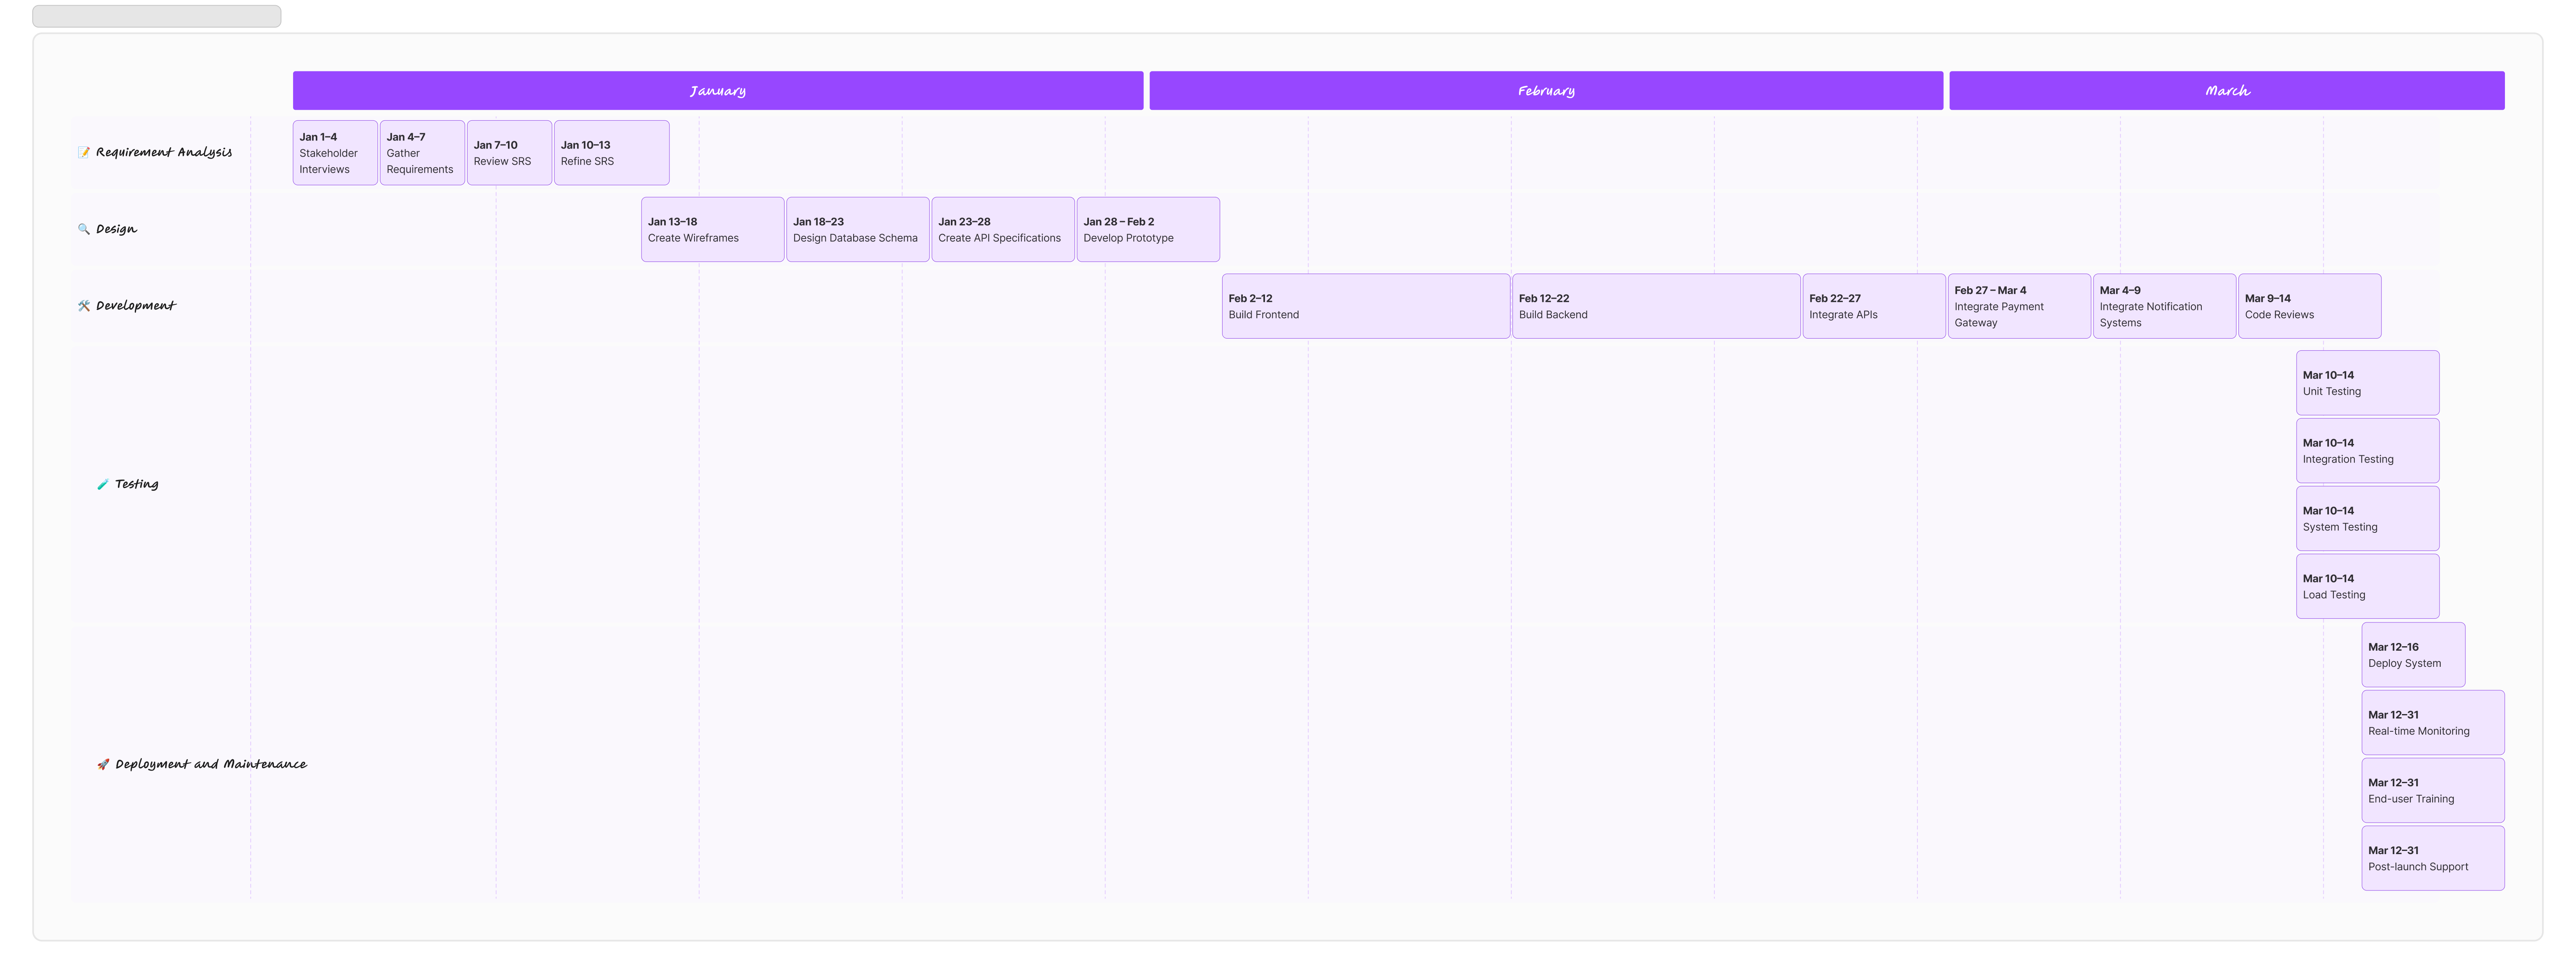 January
February
March
📝 Requirement Analysis
Jan 1–4
Stakeholder
Interviews
Jan 4–7
Gather
Requirements
Jan 7–10
Review SRS
Jan 10–13
Refine SRS
🔍 Design
Jan 13–18
Create Wireframes
Jan 18–23
Design Database Schema
Jan 23–28
Create API Specifications
Jan 28 – Feb 2
Develop Prototype
🛠️ Development
Feb 2–12
Build Frontend
Feb 12–22
Build Backend
Feb 22–27
Integrate APIs
Feb 27 – Mar 4
Integrate Payment
Gateway
Mar 4–9
Integrate Notification
Systems
Mar 9–14
Code Reviews
🧪 Testing
Mar 10–14
Unit Testing
Mar 10–14
Integration Testing
Mar 10–14
System Testing
Mar 10–14
Load Testing
🚀 Deployment and Maintenance
Mar 12–16
Deploy System
Mar 12–31
Real-time Monitoring
Mar 12–31
End-user Training
Mar 12–31
Post-launch Support